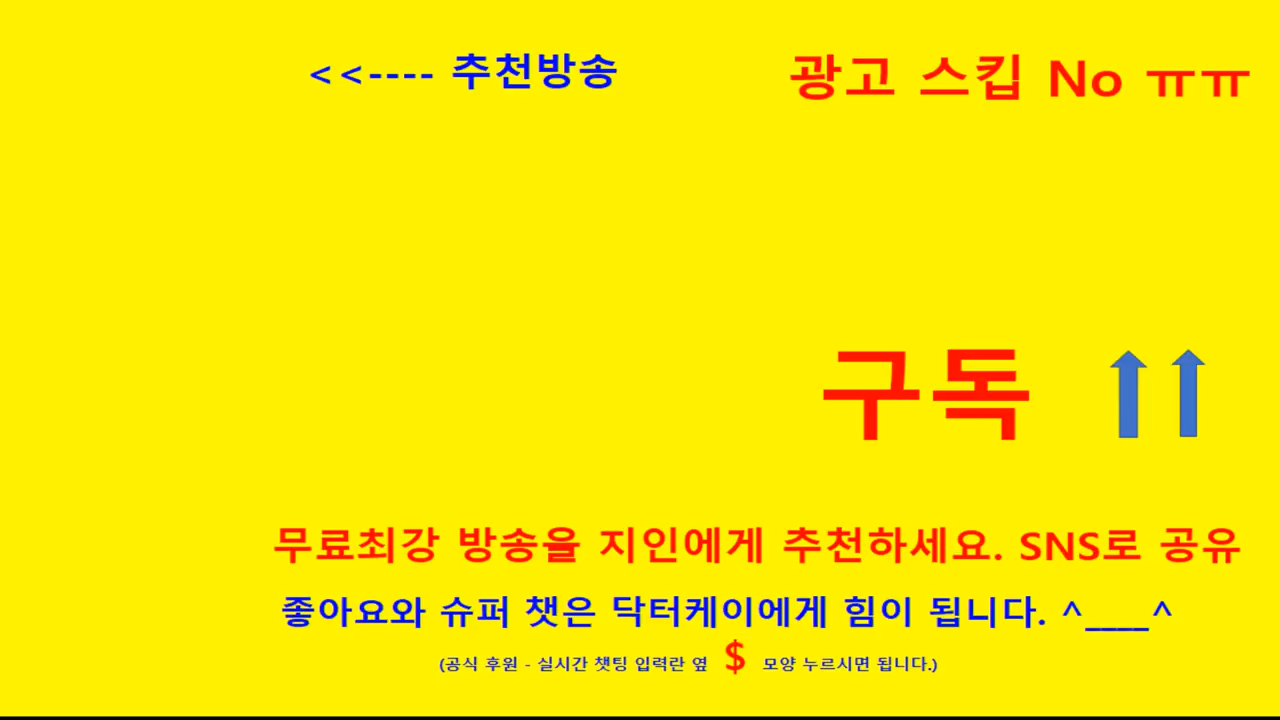 <<---- 추천방송
광고 스킵 No ㅠㅠ
구독
무료최강 방송을 지인에게 추천하세요. SNS로 공유
좋아요와 슈퍼 챗은 닥터케이에게 힘이 됩니다. ^____^
(공식 후원 - 실시간 챗팅 입력란 옆 $ 모양 누르시면 됩니다.)